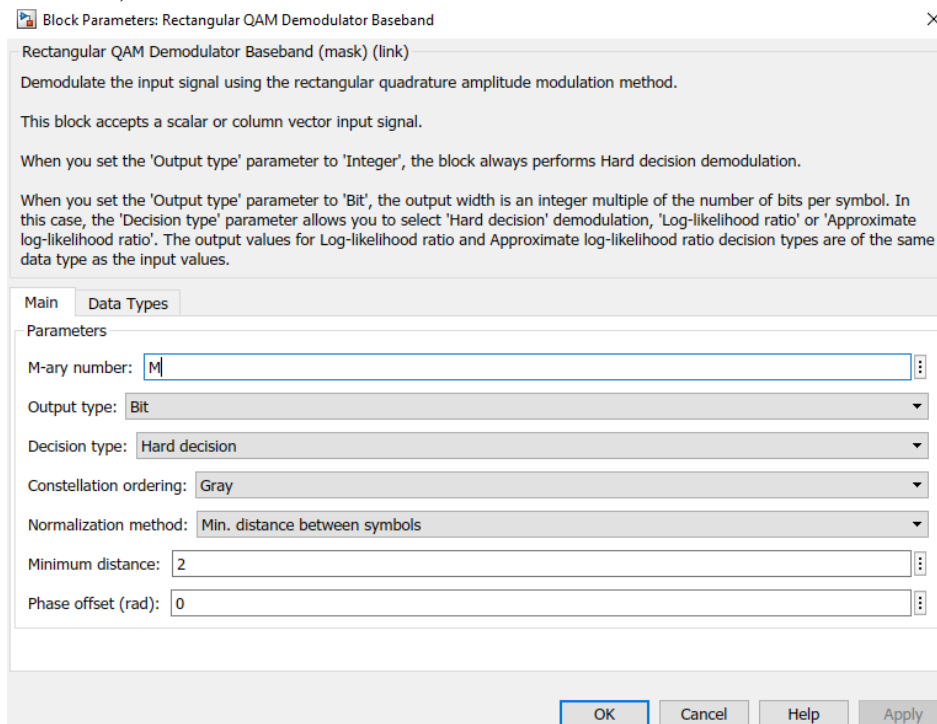 Block Parameters: Rectangular QAM Demodulator Baseband
Rectangular QAM Demodulator Baseband (mask) (link)
Demodulate the input signal using the rectangular quadrature amplitude modulation method.
This block accepts a scalar or column vector input signal.
When you set the 'Output type' parameter to 'Integer', the block always performs Hard decision demodulation.
When you set the 'Output type' parameter to 'Bit', the output width is an integer multiple of the number of bits per symbol. In
this case, the 'Decision type' parameter allows you to select 'Hard decision' demodulation, 'Log-likelihood ratio' or 'Approximate
log-likelihood ratio'. The output values for Log-likelihood ratio and Approximate log-likelihood ratio decision types are of the same
data type as the input values.
Main Data Types
Parameters
M-ary number: M
Output type: Bit
Decision type: Hard decision
Constellation ordering: Gray
Normalization method: Min. distance between symbols
Minimum distance: 2
Phase offset (rad): 0
OK Cancel Help Apply